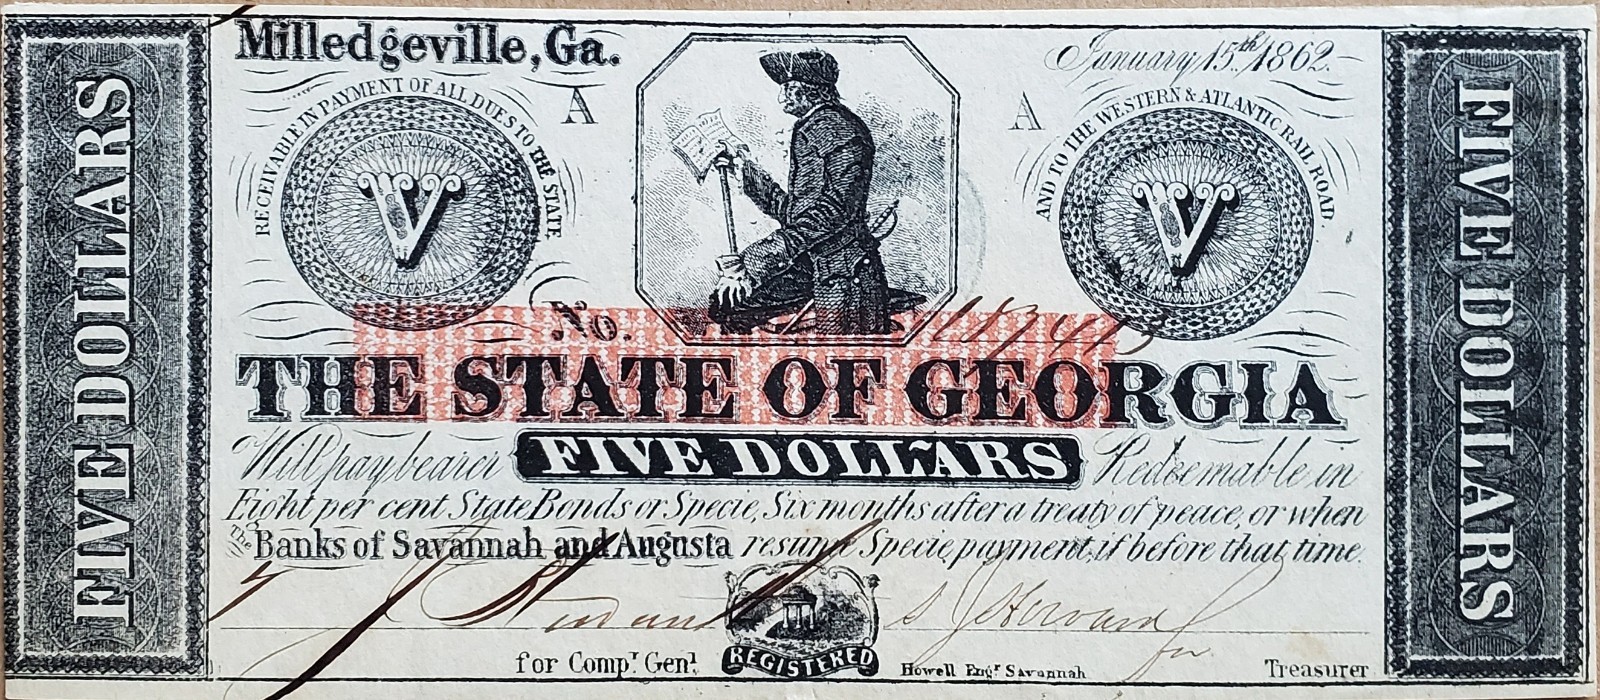 FIVE DOLLARS
Milledgeville, Ga.
January 15th 1862.
A
A
RECEIVABLE IN PAYMENT OF ALL DUES TO THE STATE
AND TO THE WESTERN & ATLANTIC RAIL ROAD.
V
V
No.
THE STATE OF GEORGIA
Will pay bearer FIVE DOLLARS Redeemable in
Eight per cent State Bonds or Specie, Six months after a treaty of peace, or when
The Banks of Savannah and Augusta resume Specie payment, if before that time.
for Compr. Genl.
REGISTERED
Howell Engr. Savannah
for
Treasurer
FIVE DOLLARS